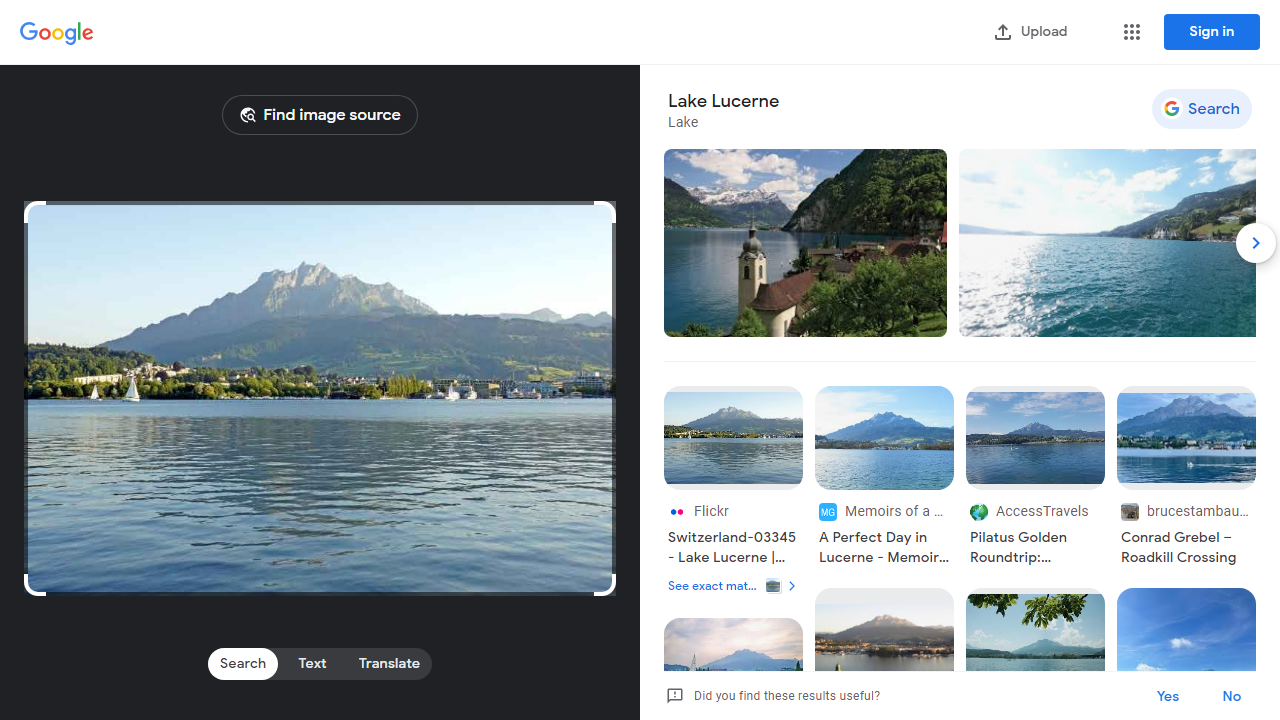 Google
Upload
Sign in
Find image source
Lake Lucerne
Lake
Search
Flickr
Switzerland-03345
- Lake Lucerne |...
See exact mat...
MG
Memoirs of a ...
A Perfect Day in
Lucerne - Memoir...
AccessTravels
Pilatus Golden
Roundtrip:...
brucestambau...
Conrad Grebel –
Roadkill Crossing
Search
Text
Translate
Did you find these results useful?
Yes
No